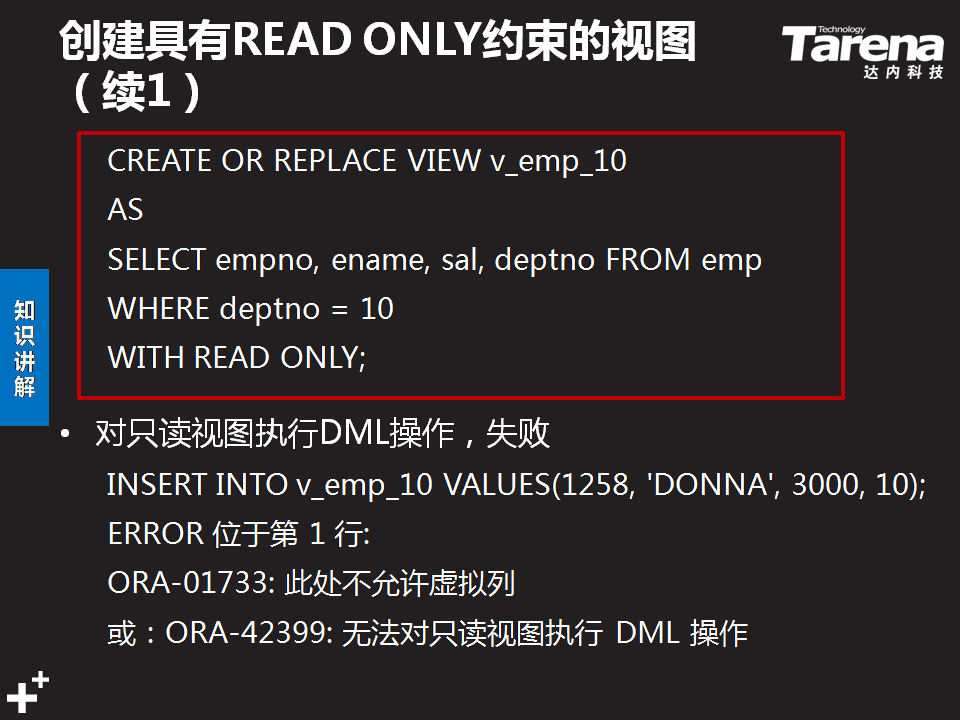 创建具有READ ONLY约束的视图
（续1）
Technology
Tarena
达内科技
CREATE OR REPLACE VIEW v_emp_10
AS
SELECT empno, ename, sal, deptno FROM emp
WHERE deptno = 10
WITH READ ONLY;
知识讲解
• 对只读视图执行DML操作，失败
INSERT INTO v_emp_10 VALUES(1258, 'DONNA', 3000, 10);
ERROR 位于第 1 行:
ORA-01733: 此处不允许虚拟列
或：ORA-42399: 无法对只读视图执行 DML 操作